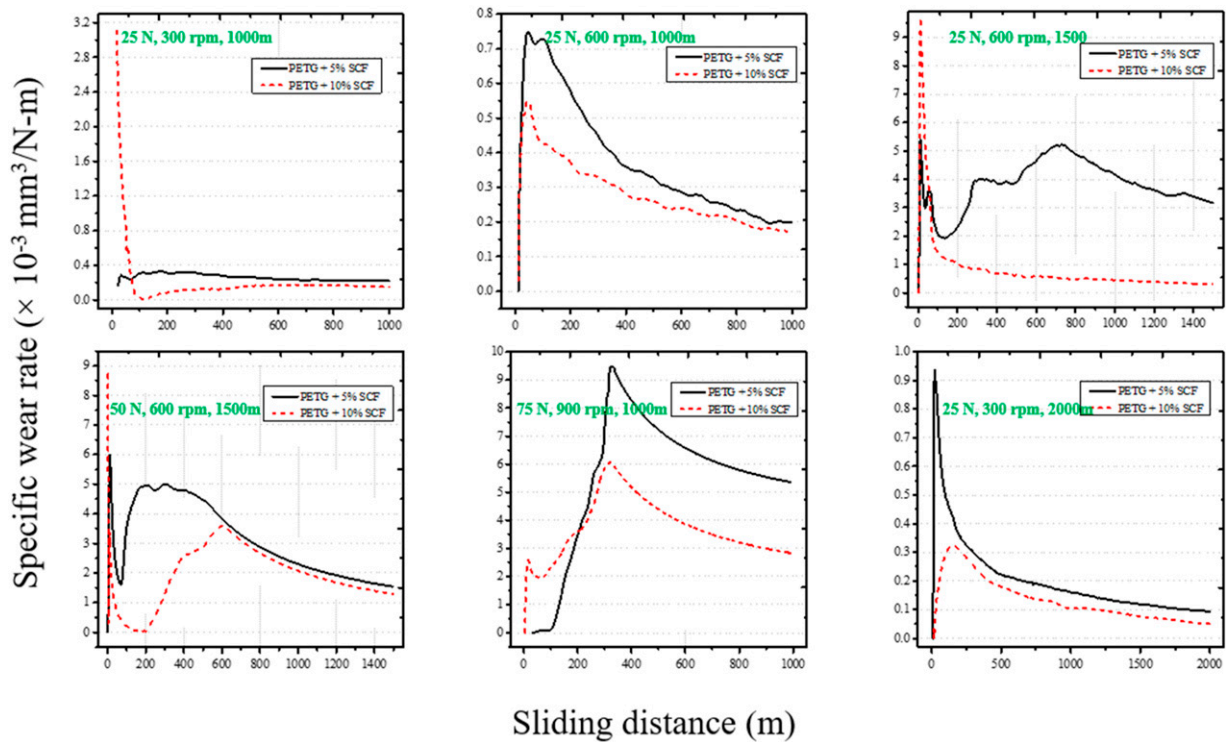 Specific wear rate (× 10⁻³ mm³/N-m)
25 N, 300 rpm, 1000m
PETG + 5% SCF
PETG + 10% SCF
3.2
2.8
2.4
2.0
1.6
1.2
0.8
0.4
0.0
0 200 400 600 800 1000
25 N, 600 rpm, 1000m
PETG + 5% SCF
PETG + 10% SCF
0.8
0.7
0.6
0.5
0.4
0.3
0.2
0.1
0.0
0 200 400 600 800 1000
25 N, 600 rpm, 1500
PETG + 5% SCF
PETG + 10% SCF
9
8
7
6
5
4
3
2
1
0
0 200 400 600 800 1000 1200 1400
50 N, 600 rpm, 1500m
PETG + 5% SCF
PETG + 10% SCF
9
8
7
6
5
4
3
2
1
0
0 200 400 600 800 1000 1200 1400
75 N, 900 rpm, 1000m
PETG + 5% SCF
PETG + 10% SCF
10
9
8
7
6
5
4
3
2
1
0
0 200 400 600 800 1000
25 N, 300 rpm, 2000m
PETG + 5% SCF
PETG + 10% SCF
1.0
0.9
0.8
0.7
0.6
0.5
0.4
0.3
0.2
0.1
0.0
0 500 1000 1500 2000
Sliding distance (m)